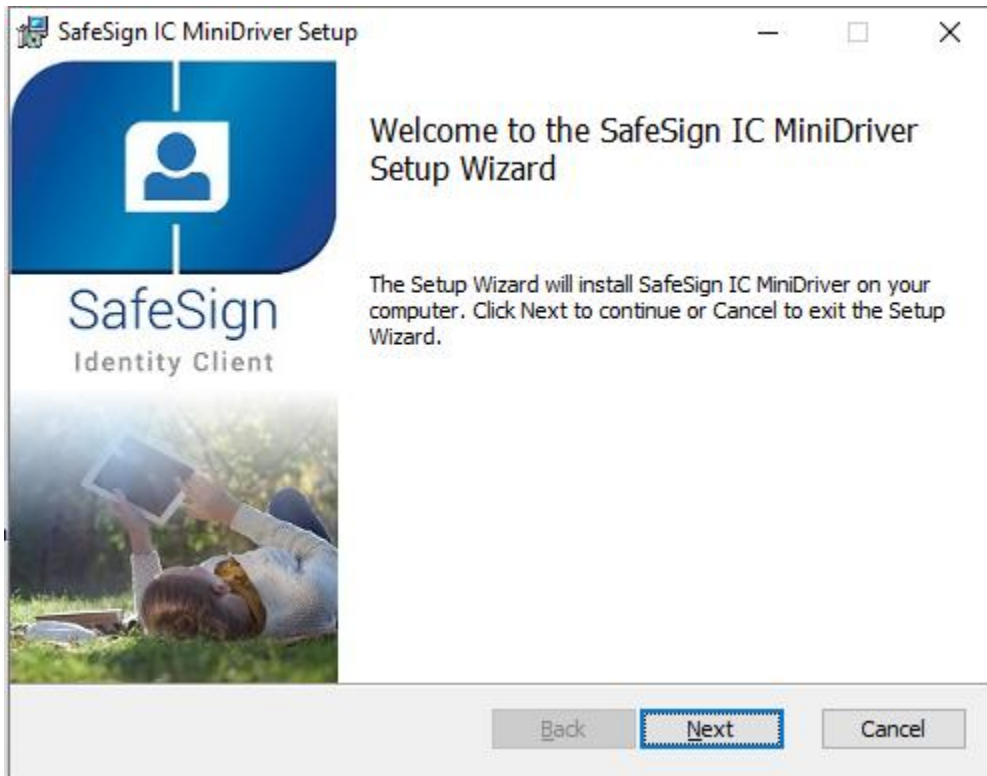 SafeSign IC MiniDriver Setup
Welcome to the SafeSign IC MiniDriver
Setup Wizard
The Setup Wizard will install SafeSign IC MiniDriver on your
computer. Click Next to continue or Cancel to exit the Setup
Wizard.
SafeSign
Identity Client
Back Next Cancel